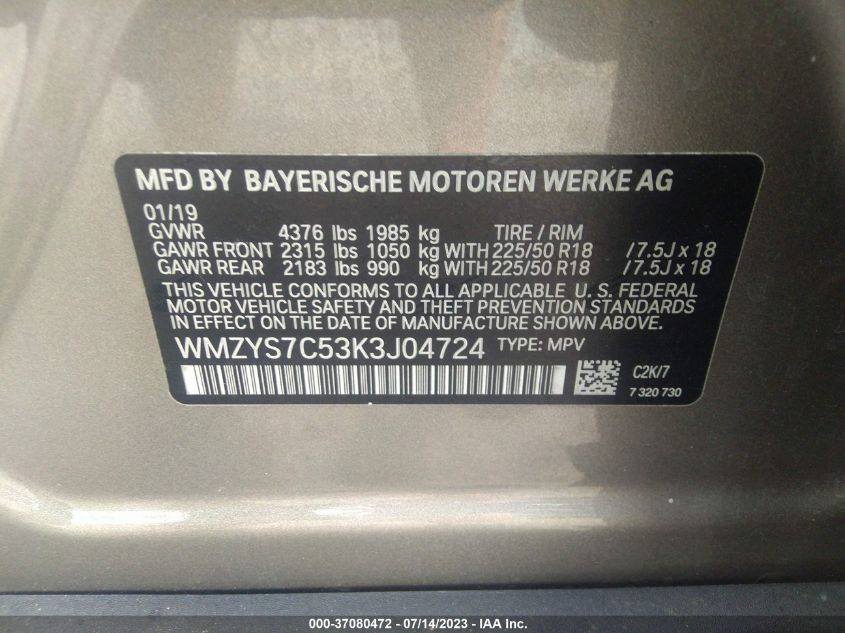 MFD BY BAYERISCHE MOTOREN WERKE AG
01/19
GVWR 4376 lbs 1985 kg TIRE / RIM
GAWR FRONT 2315 lbs 1050 kg WITH 225/50 R18 /7.5J x 18
GAWR REAR 2183 lbs 990 kg WITH 225/50 R18 /7.5J x 18
THIS VEHICLE CONFORMS TO ALL APPLICABLE U. S. FEDERAL
MOTOR VEHICLE SAFETY AND THEFT PREVENTION STANDARDS
IN EFFECT ON THE DATE OF MANUFACTURE SHOWN ABOVE.
WMZYS7C53K3J04724 TYPE: MPV
C2K/7
7 320 730
000-37080472 - 07/14/2023 - IAA Inc.